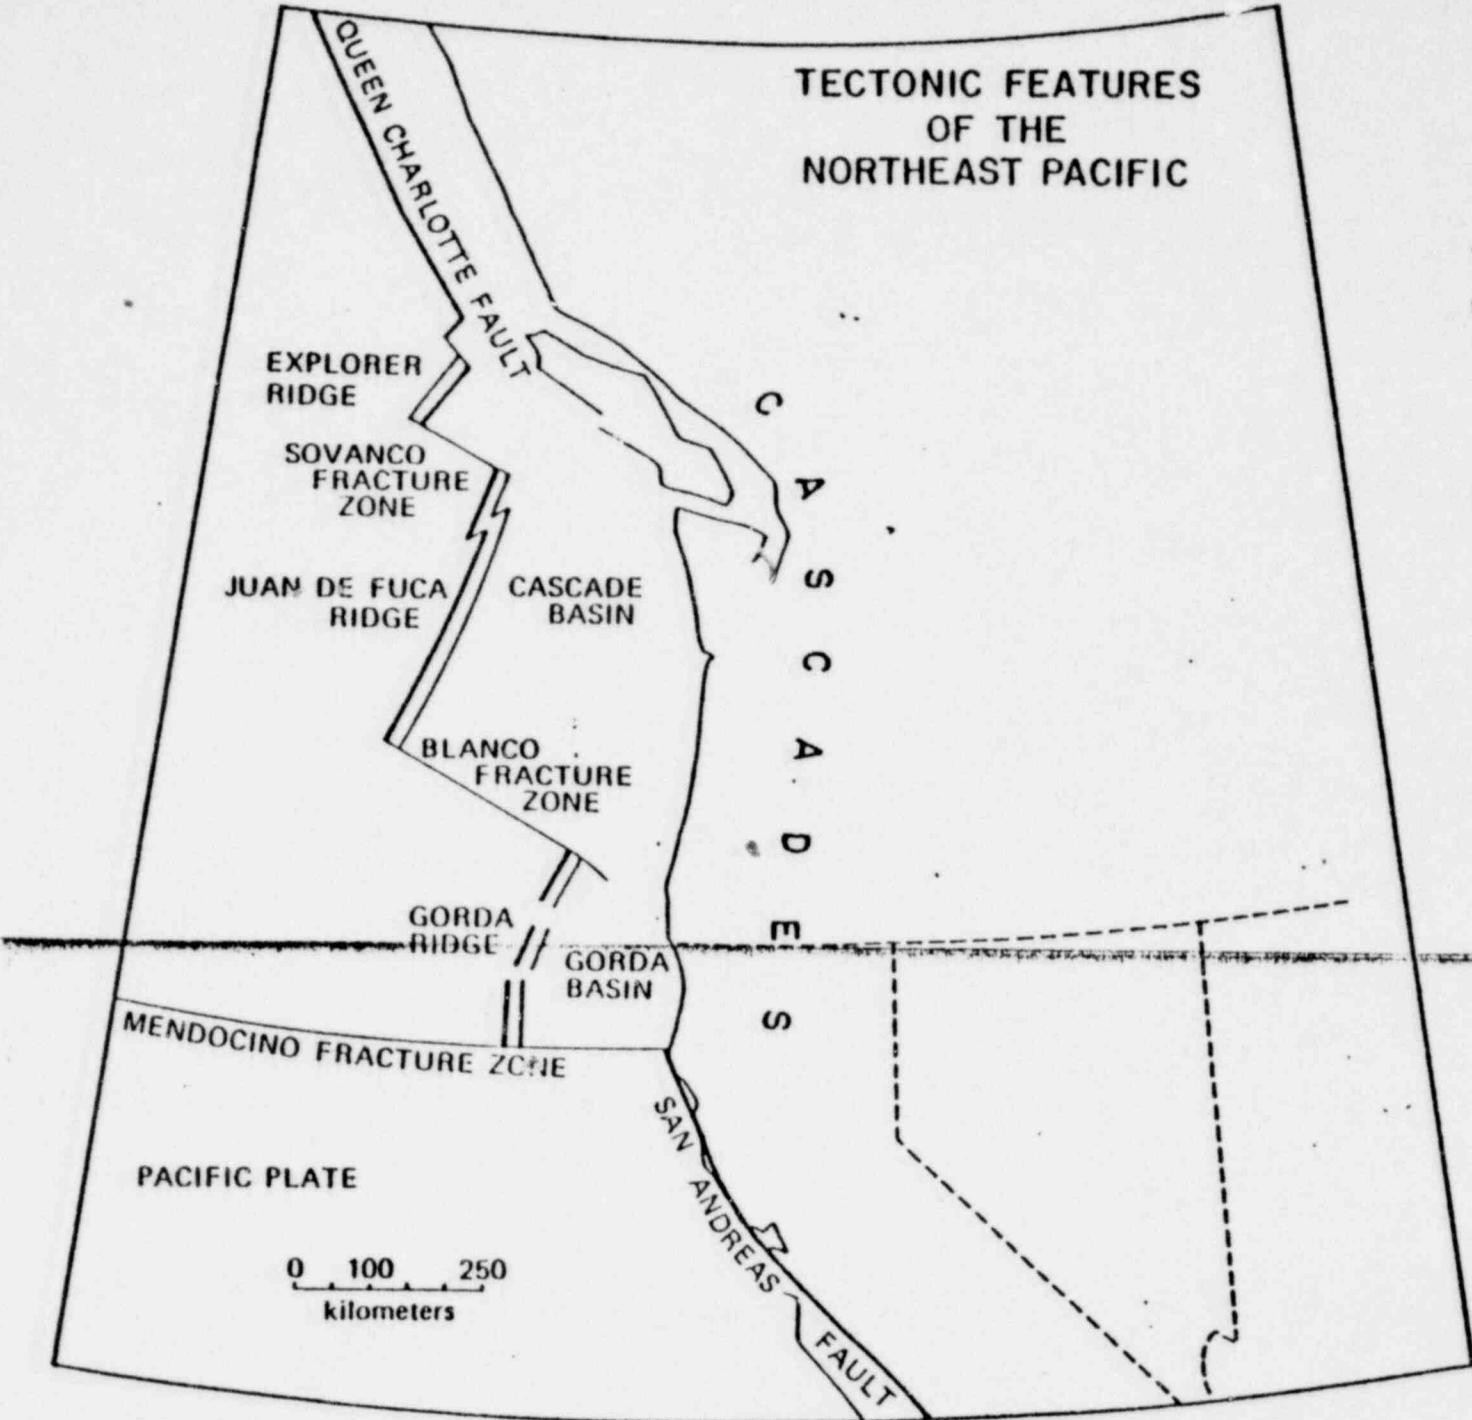 TECTONIC FEATURES
OF THE
NORTHEAST PACIFIC
QUEEN CHARLOTTE FAULT
EXPLORER
RIDGE
SOVANCO
FRACTURE
ZONE
JUAN DE FUCA
RIDGE
CASCADE
BASIN
CASCADES
BLANCO
FRACTURE
ZONE
GORDA
RIDGE
GORDA
BASIN
MENDOCINO FRACTURE ZONE
SAN ANDREAS FAULT
PACIFIC PLATE
0 100 250
kilometers